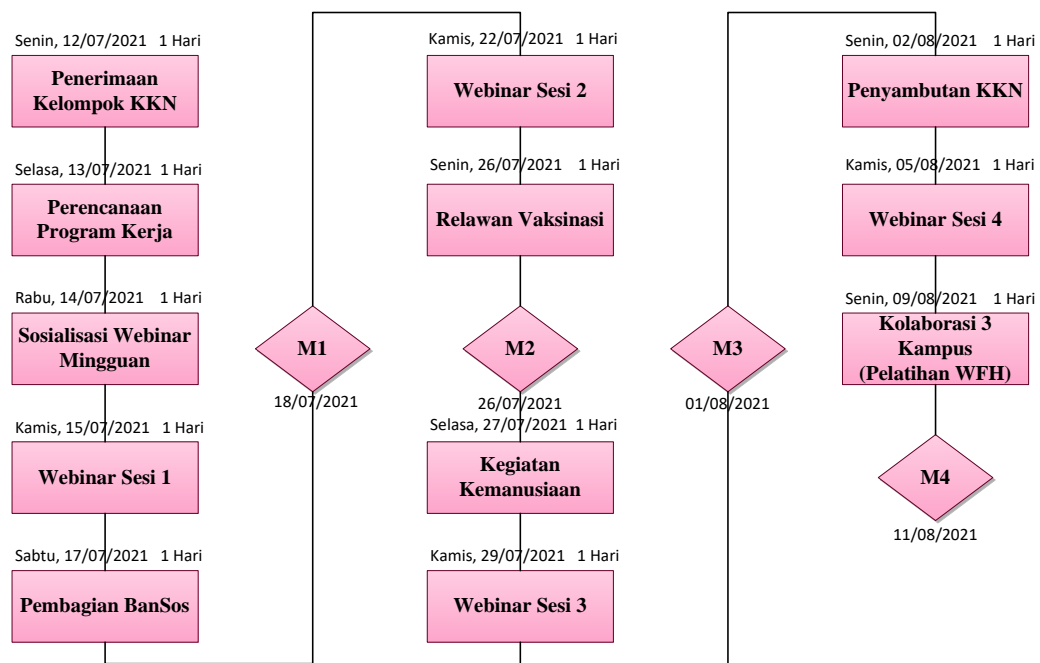 Senin, 12/07/2021 1 Hari
Penerimaan
Kelompok KKN
Selasa, 13/07/2021 1 Hari
Perencanaan
Program Kerja
Rabu, 14/07/2021 1 Hari
Sosialisasi Webinar
Mingguan
Kamis, 15/07/2021 1 Hari
Webinar Sesi 1
Sabtu, 17/07/2021 1 Hari
Pembagian BanSos
M1
18/07/2021
Kamis, 22/07/2021 1 Hari
Webinar Sesi 2
Senin, 26/07/2021 1 Hari
Relawan Vaksinasi
M2
26/07/2021
Selasa, 27/07/2021 1 Hari
Kegiatan
Kemanusiaan
Kamis, 29/07/2021 1 Hari
Webinar Sesi 3
M3
01/08/2021
Senin, 02/08/2021 1 Hari
Penyambutan KKN
Kamis, 05/08/2021 1 Hari
Webinar Sesi 4
Senin, 09/08/2021 1 Hari
Kolaborasi 3
Kampus
(Pelatihan WFH)
M4
11/08/2021